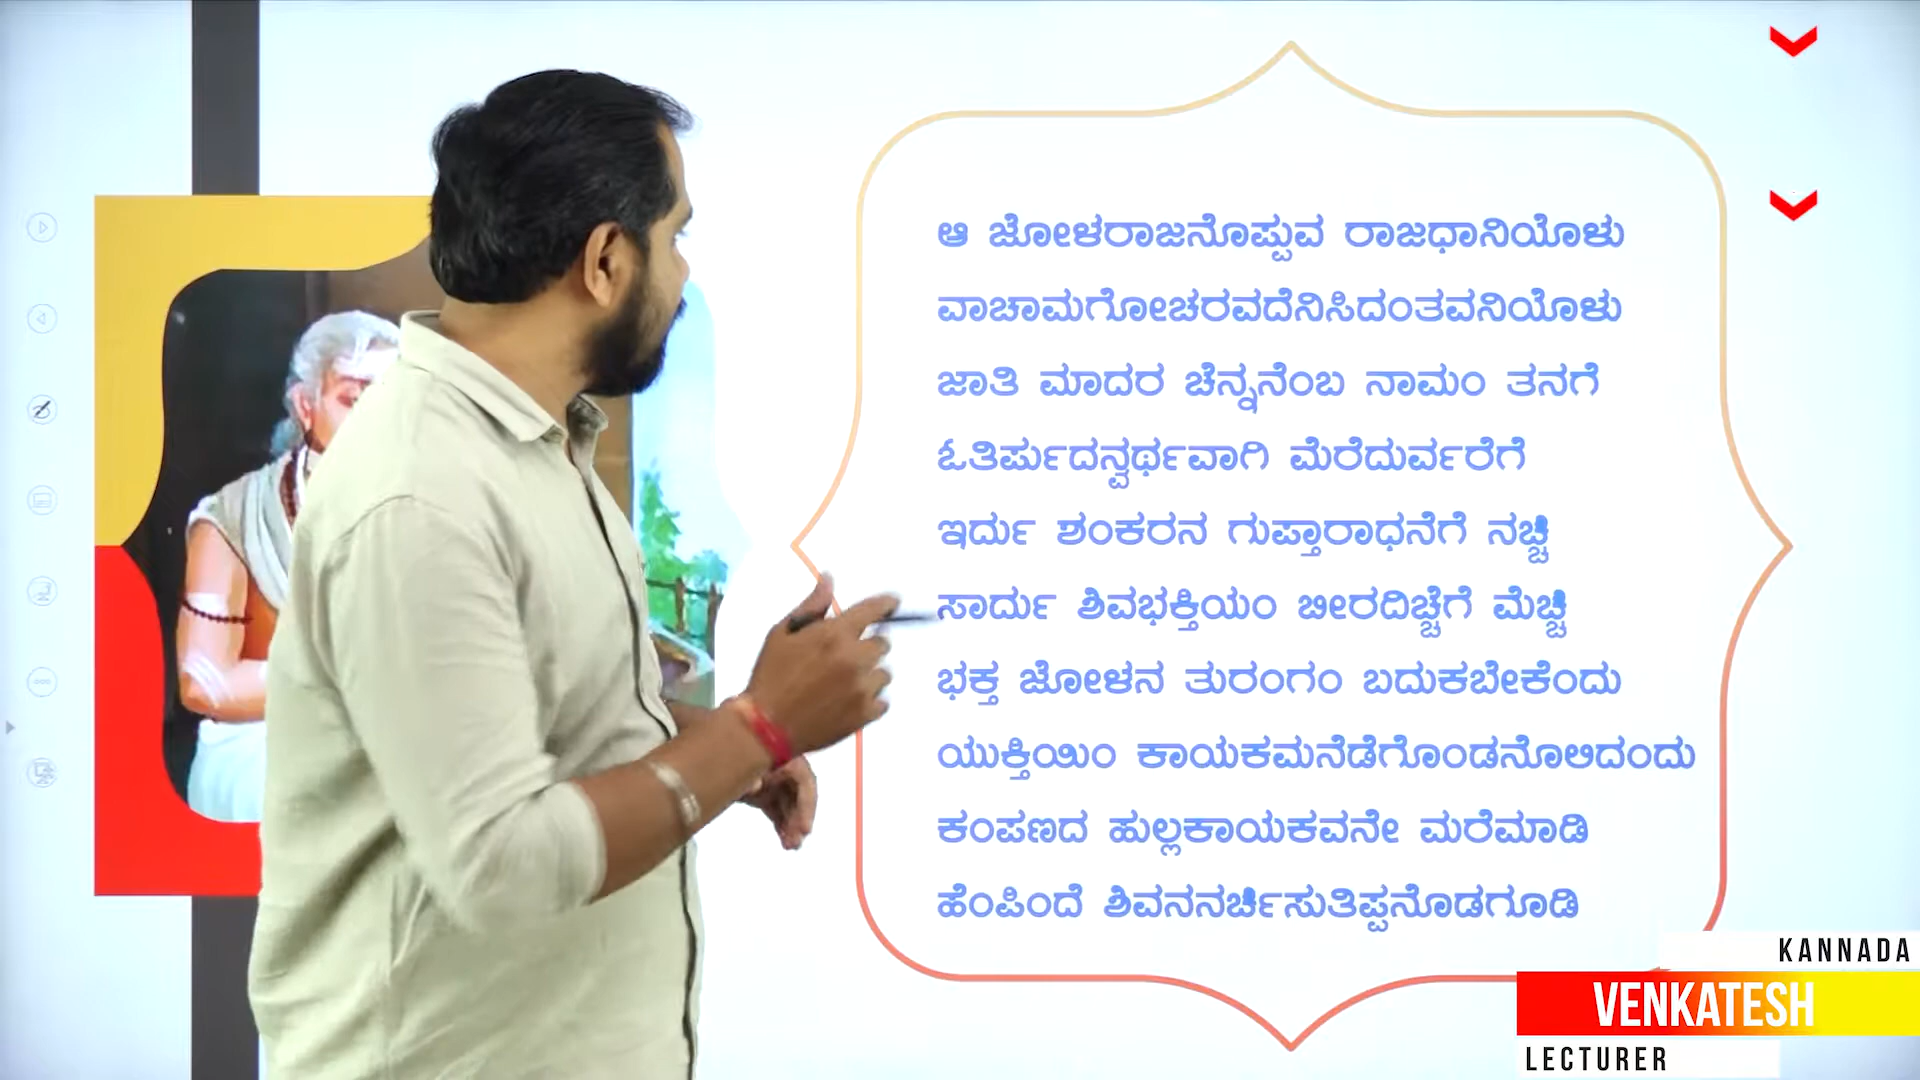 ಆ ಜೋಳರಾಜನೊಪ್ಪುವ ರಾಜಧಾನಿಯೊಳು
ವಾಚಾಮಗೋಚರವದೆನಿಸಿದಂತವನಿಯೊಳು
ಜಾತಿ ಮಾದರ ಚೆನ್ನನೆಂಬ ನಾಮಂ ತನಗೆ
ಓತಿರ್ಪುದನ್ವರ್ಥವಾಗಿ ಮೆರೆದುರ್ವರೆಗೆ
ಇರ್ದು ಶಂಕರನ ಗುಪ್ತಾರಾಧನೆಗೆ ನಚ್ಚಿ
ಸಾರ್ದು ಶಿವಭಕ್ತಿಯಂ ಬೀರದಿಚ್ಚೆಗೆ ಮೆಚ್ಚಿ
ಭಕ್ತ ಜೋಳನ ತುರಂಗಂ ಬದುಕಬೇಕೆಂದು
ಯುಕ್ತಿಯಿಂ ಕಾಯಕಮನೆಡೆಗೊಂಡನೊಲಿದಂದು
ಕಂಪಣದ ಹುಲ್ಲಕಾಯಕವನೇ ಮರೆಮಾಡಿ
ಹೆಂಪಿಂದೆ ಶಿವನನರ್ಚಿಸುತಿಪ್ಪನೊಡಗೂಡಿ
KANNADA
VENKATESH
LECTURER